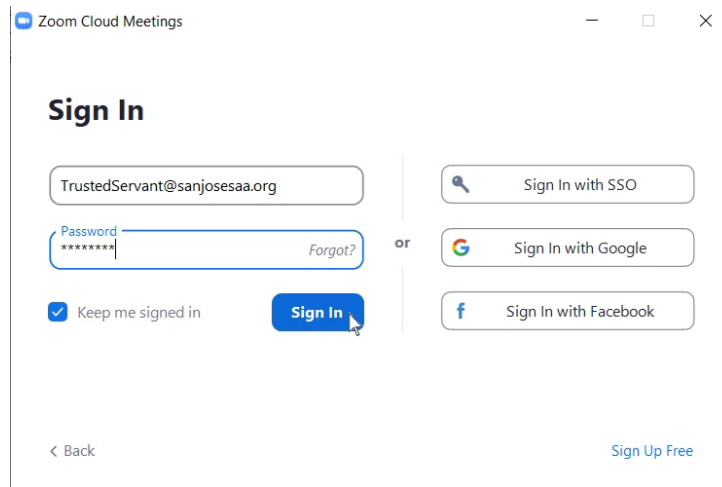 Zoom Cloud Meetings
Sign In
TrustedServant@sanjosesaa.org
Password
********
Forgot?
Keep me signed in
Sign In
or
Sign In with SSO
Sign In with Google
Sign In with Facebook
Back
Sign Up Free